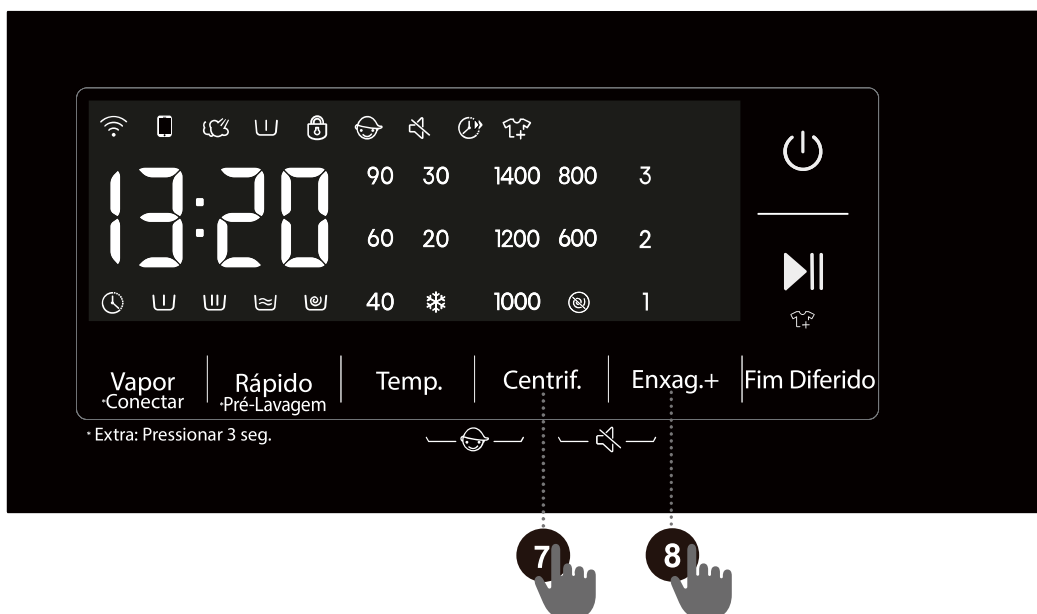 13:20
90 30 1400 800 3
60 20 1200 600 2
40 1000 1
Vapor
·Conectar
Rápido
·Pré-Lavagem
Temp.
Centrif.
Enxag.+
Fim Diferido
· Extra: Pressionar 3 seg.
7
8